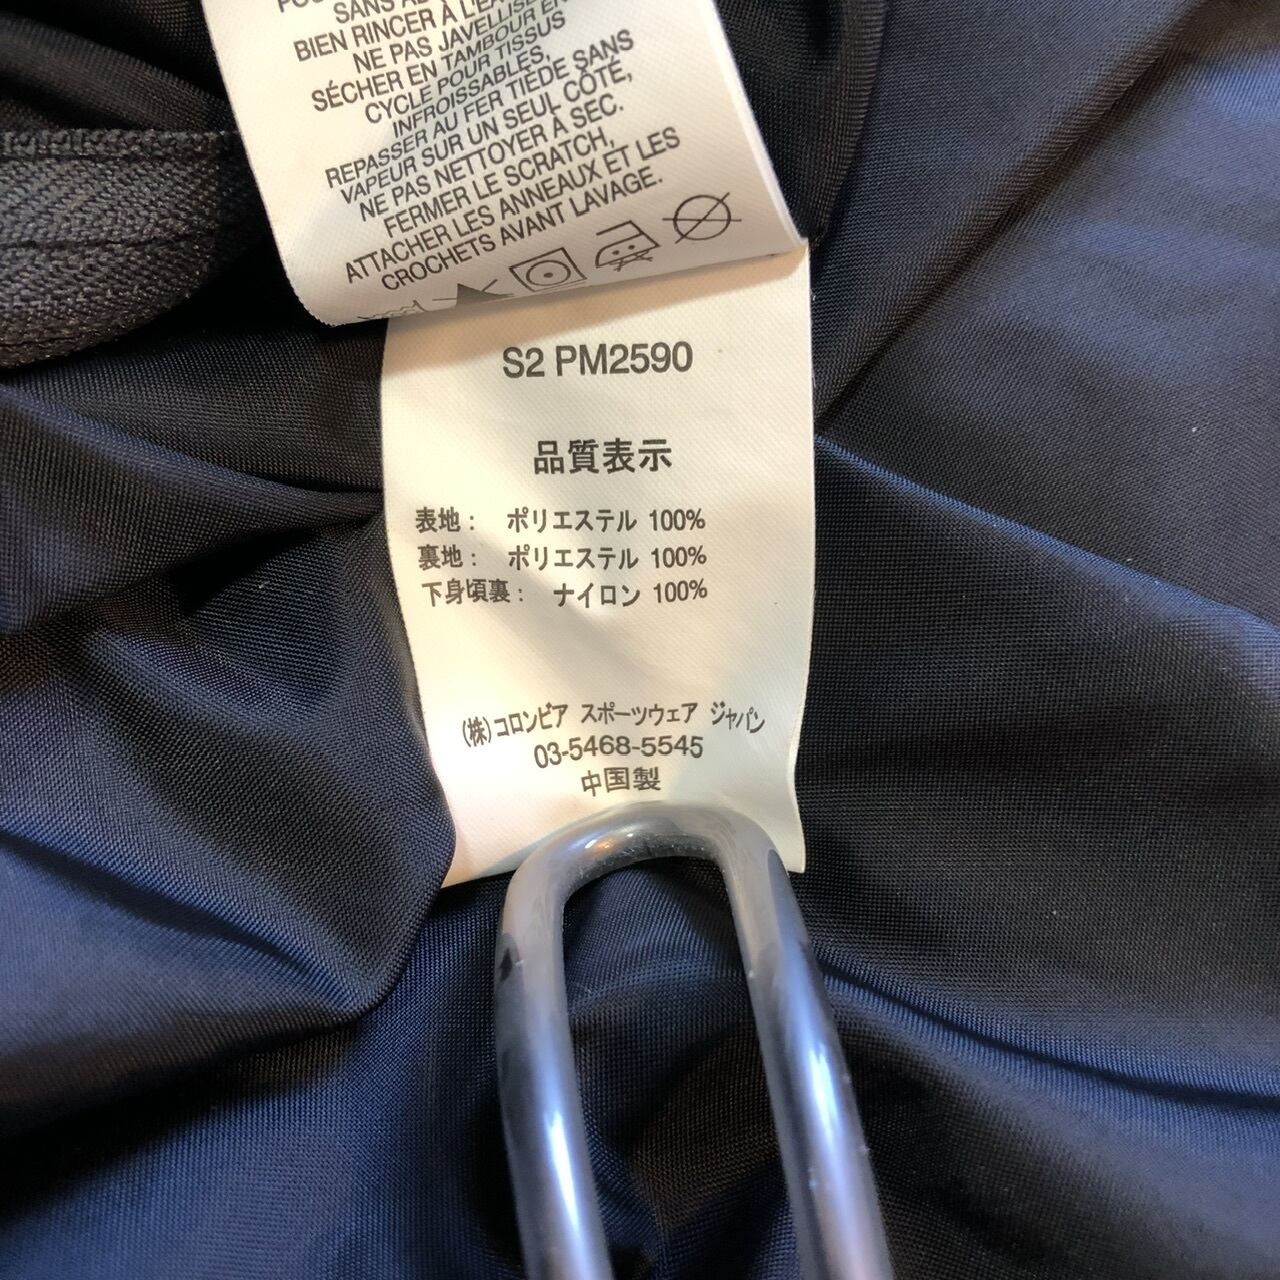 BIEN RINCER À L'EAU
NE PAS JAVELLISER
SÉCHER EN TAMBOUR EN
CYCLE POUR TISSUS
INFROISSABLES,
REPASSER AU FER TIÈDE SANS
VAPEUR SUR UN SEUL CÔTÉ,
NE PAS NETTOYER À SEC.
FERMER LE SCRATCH,
ATTACHER LES ANNEAUX ET LES
CROCHETS AVANT LAVAGE.
S2 PM2590
品質表示
表地： ポリエステル 100%
裏地： ポリエステル 100%
下身頃裏： ナイロン 100%
(株)コロンビア スポーツウェア ジャパン
03-5468-5545
中国製